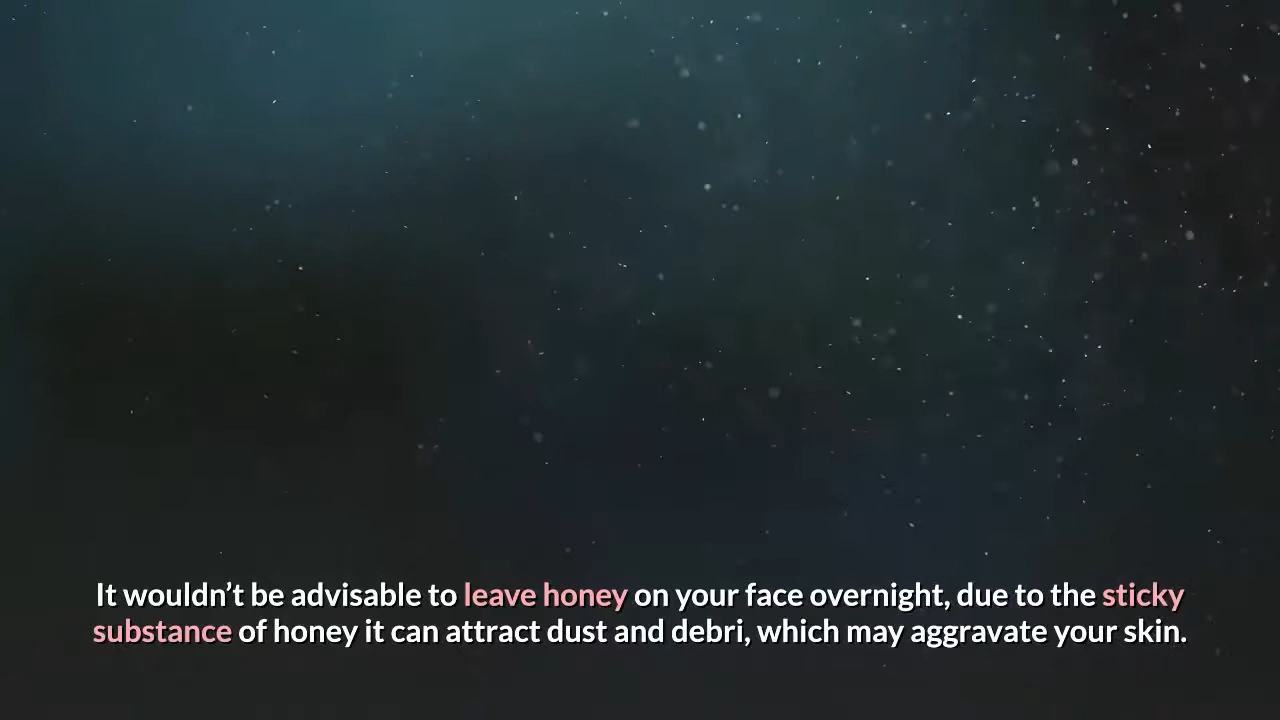 It wouldn’t be advisable to leave honey on your face overnight, due to the sticky
substance of honey it can attract dust and debri, which may aggravate your skin.